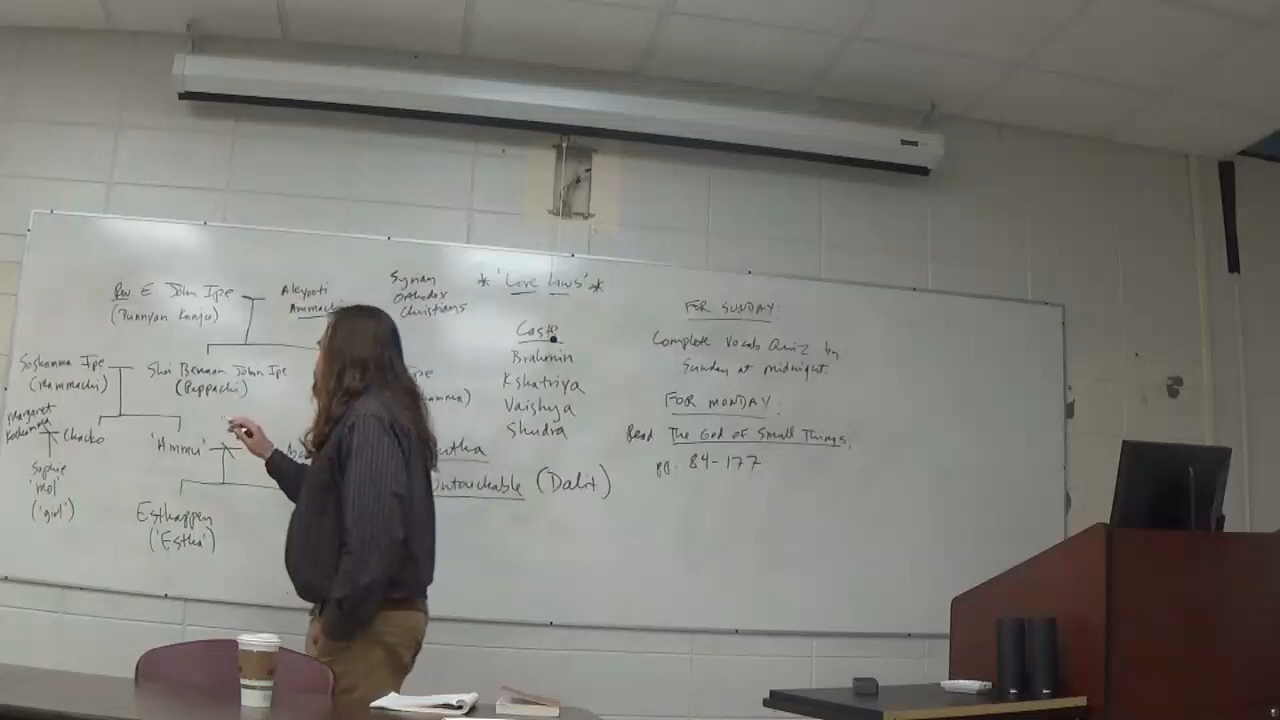 Rev E John Ipe
(Punnyan Kunju)
Aleyooti
Ammachi
Syrian
Orthodox
Christians
* 'Love Laws' *
Soshamma Ipe
(Mammachi)
Shri Benaan John Ipe
(Pappachi)
Margaret
Kochamma
Chacko
'Ammu'
Sophie
'mol'
('girl')
Esthappen
('Estha')
Caste
Brahmin
Kshatriya
Vaishya
Shudra
Untouchable (Dalit)
FOR SUNDAY:
Complete Vocab Quiz by
Sunday at midnight.
FOR MONDAY:
Read The God of Small Things,
pg. 84-177